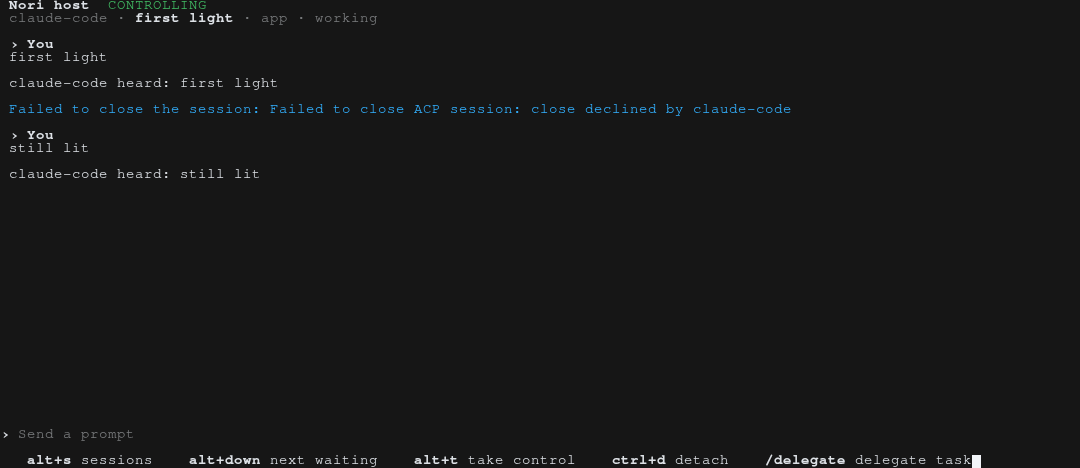 Nori host  CONTROLLING
claude-code · first light · app · working
› You
first light
claude-code heard: first light
Failed to close the session: Failed to close ACP session: close declined by claude-code
› You
still lit
claude-code heard: still lit
› Send a prompt
alt+s sessions    alt+down next waiting    alt+t take control    ctrl+d detach    /delegate delegate task